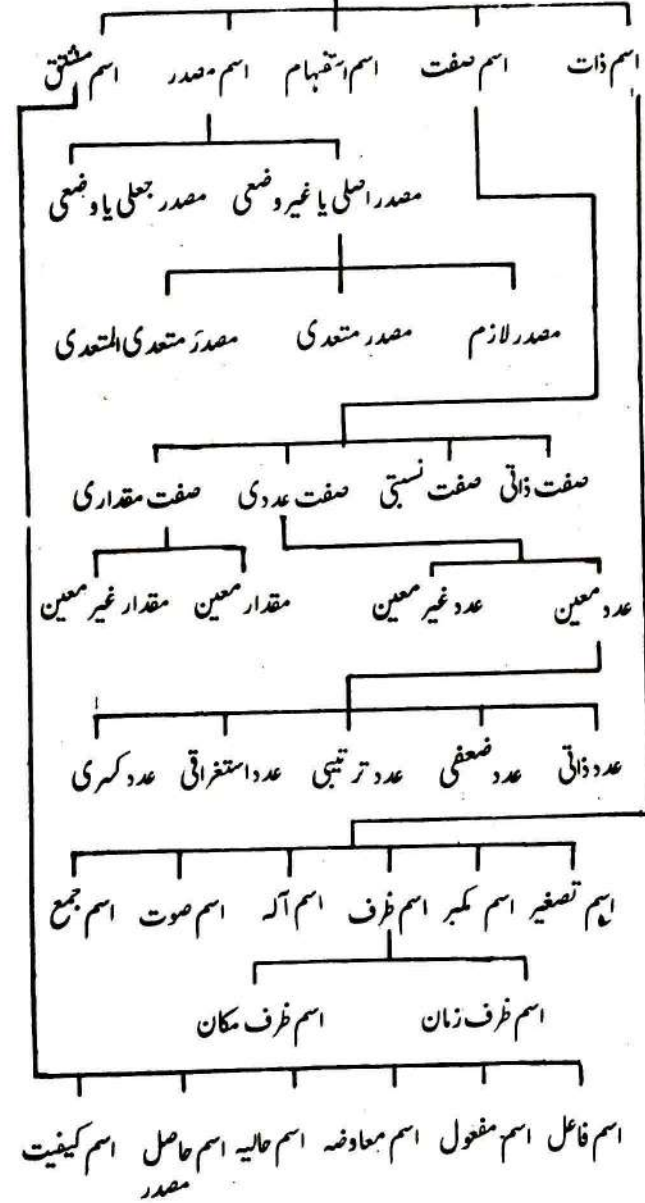 اسم ذات اسم صفت اسم استفہام اسم مصدر اسم مشتق
مصدر اصلی یا غیر وضعی مصدر جعلی یا وضعی
مصدر لازم مصدر متعدی مصدر متعدی المتعدی
صفت ذاتی صفت نسبتی صفت عددی صفت مقداری
عدد معین عدد غیر معین مقدار معین مقدار غیر معین
عدد ذاتی عدد ضعفی عدد ترتیبی عدد استغراقی عدد کسری
اسم تصغیر اسم مکبر اسم ظرف اسم آلہ اسم صوت اسم جمع
اسم ظرف زمان اسم ظرف مکان
اسم فاعل اسم مفعول اسم معاوضہ اسم حالیہ اسم حاصل اسم کیفیت
مصدر